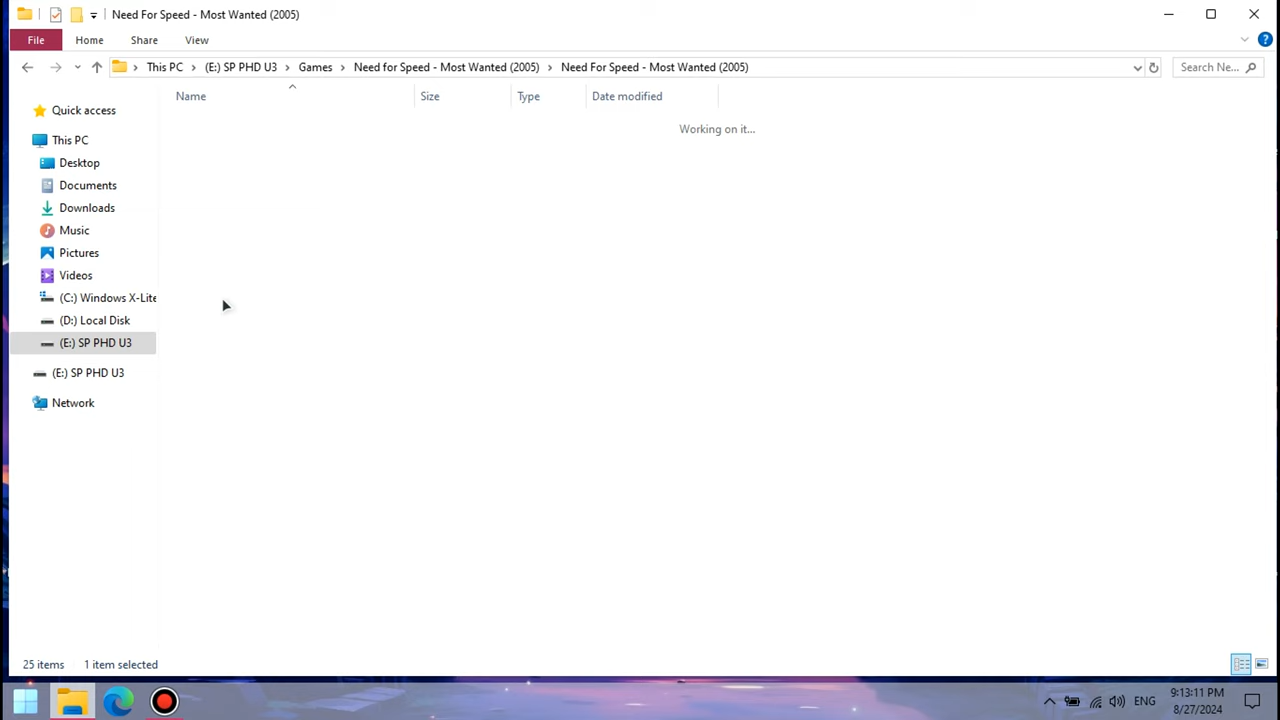 Need For Speed - Most Wanted (2005)
File Home Share View
This PC (E:) SP PHD U3 Games Need for Speed - Most Wanted (2005) Need For Speed - Most Wanted (2005) Search Ne...
Name Size Type Date modified
Working on it...
Quick access
This PC
Desktop
Documents
Downloads
Music
Pictures
Videos
(C:) Windows X-Lite
(D:) Local Disk
(E:) SP PHD U3
(E:) SP PHD U3
Network
25 items 1 item selected
ENG 9:13:11 PM
8/27/2024